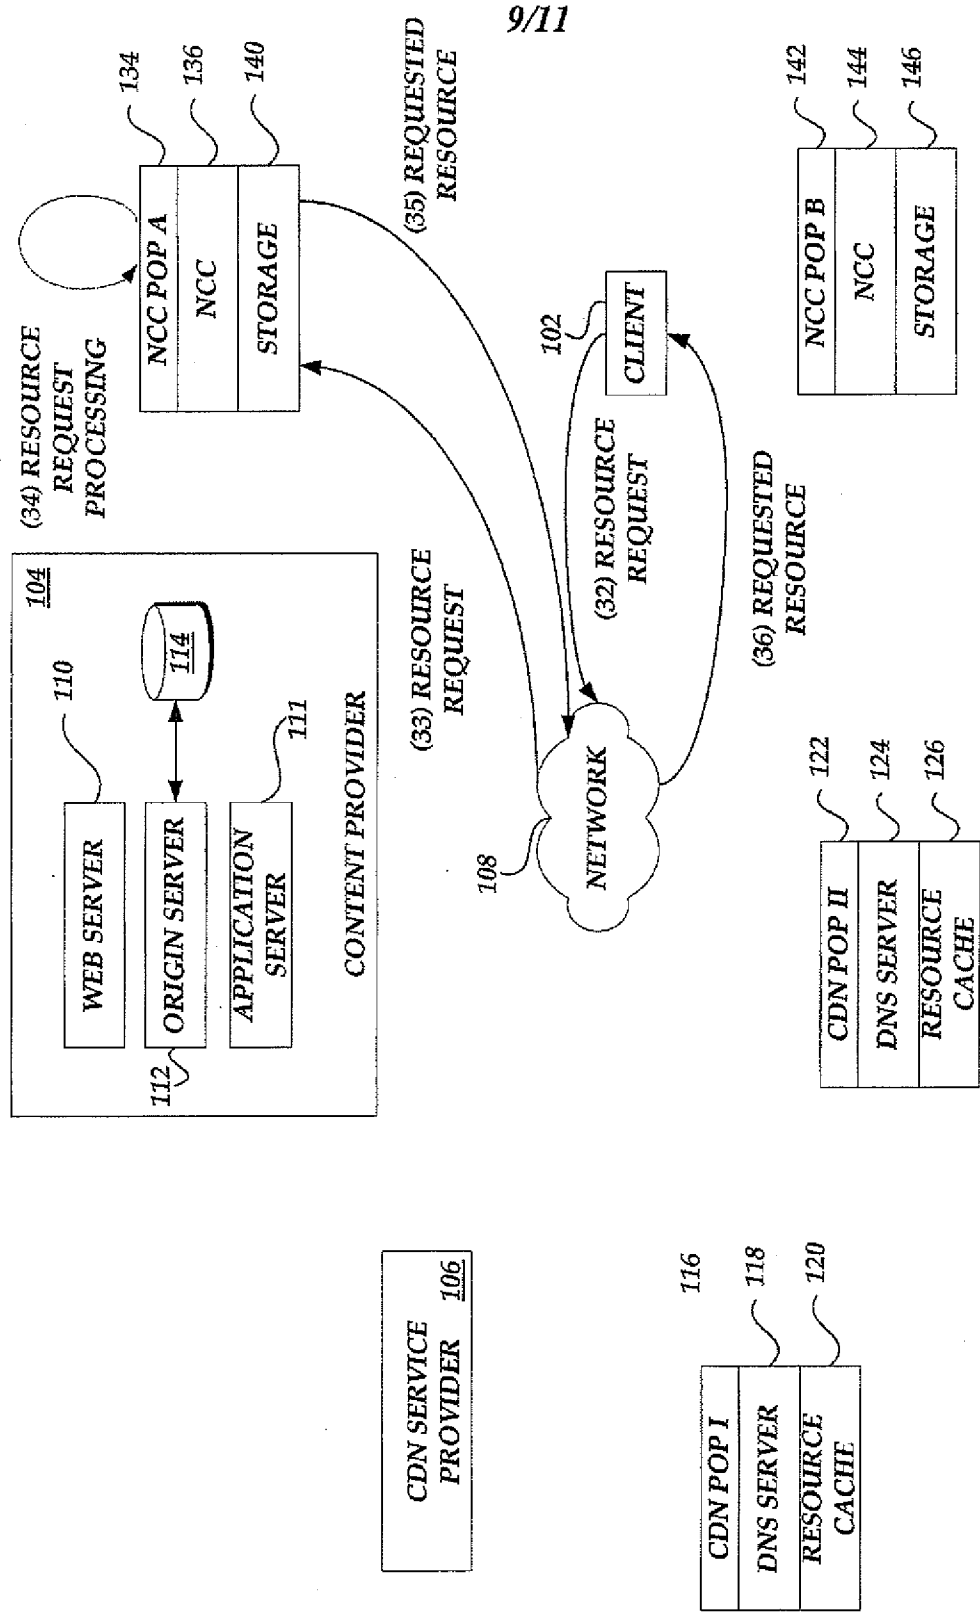 9/11
(34) RESOURCE
REQUEST
PROCESSING
NCC POP A
NCC
STORAGE
134
136
140
(35) REQUESTED
RESOURCE
104
WEB SERVER
110
ORIGIN SERVER
112
114
APPLICATION
SERVER
111
CONTENT PROVIDER
(33) RESOURCE
REQUEST
CDN SERVICE
PROVIDER
106
108
NETWORK
102
CLIENT
(32) RESOURCE
REQUEST
(36) REQUESTED
RESOURCE
CDN POP I
DNS SERVER
RESOURCE
CACHE
116
118
120
CDN POP II
DNS SERVER
RESOURCE
CACHE
122
124
126
NCC POP B
NCC
STORAGE
142
144
146